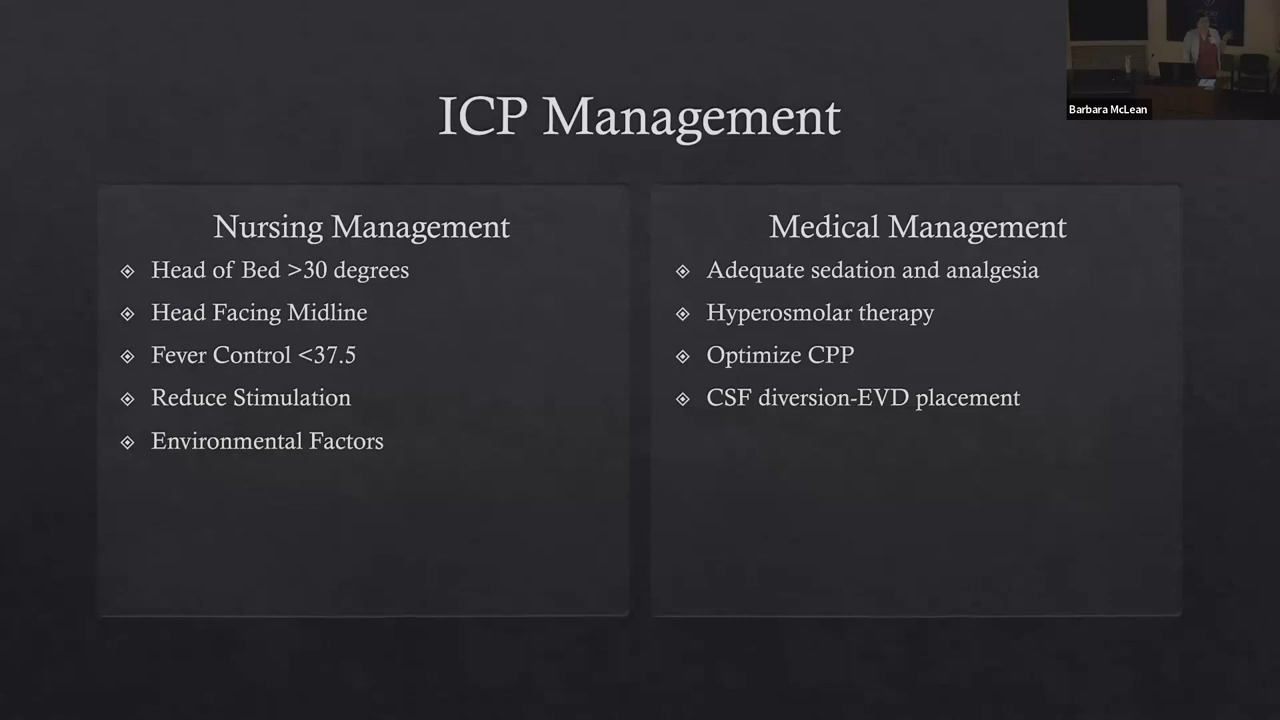 Barbara McLean
ICP Management
Nursing Management
Head of Bed >30 degrees
Head Facing Midline
Fever Control <37.5
Reduce Stimulation
Environmental Factors
Medical Management
Adequate sedation and analgesia
Hyperosmolar therapy
Optimize CPP
CSF diversion-EVD placement